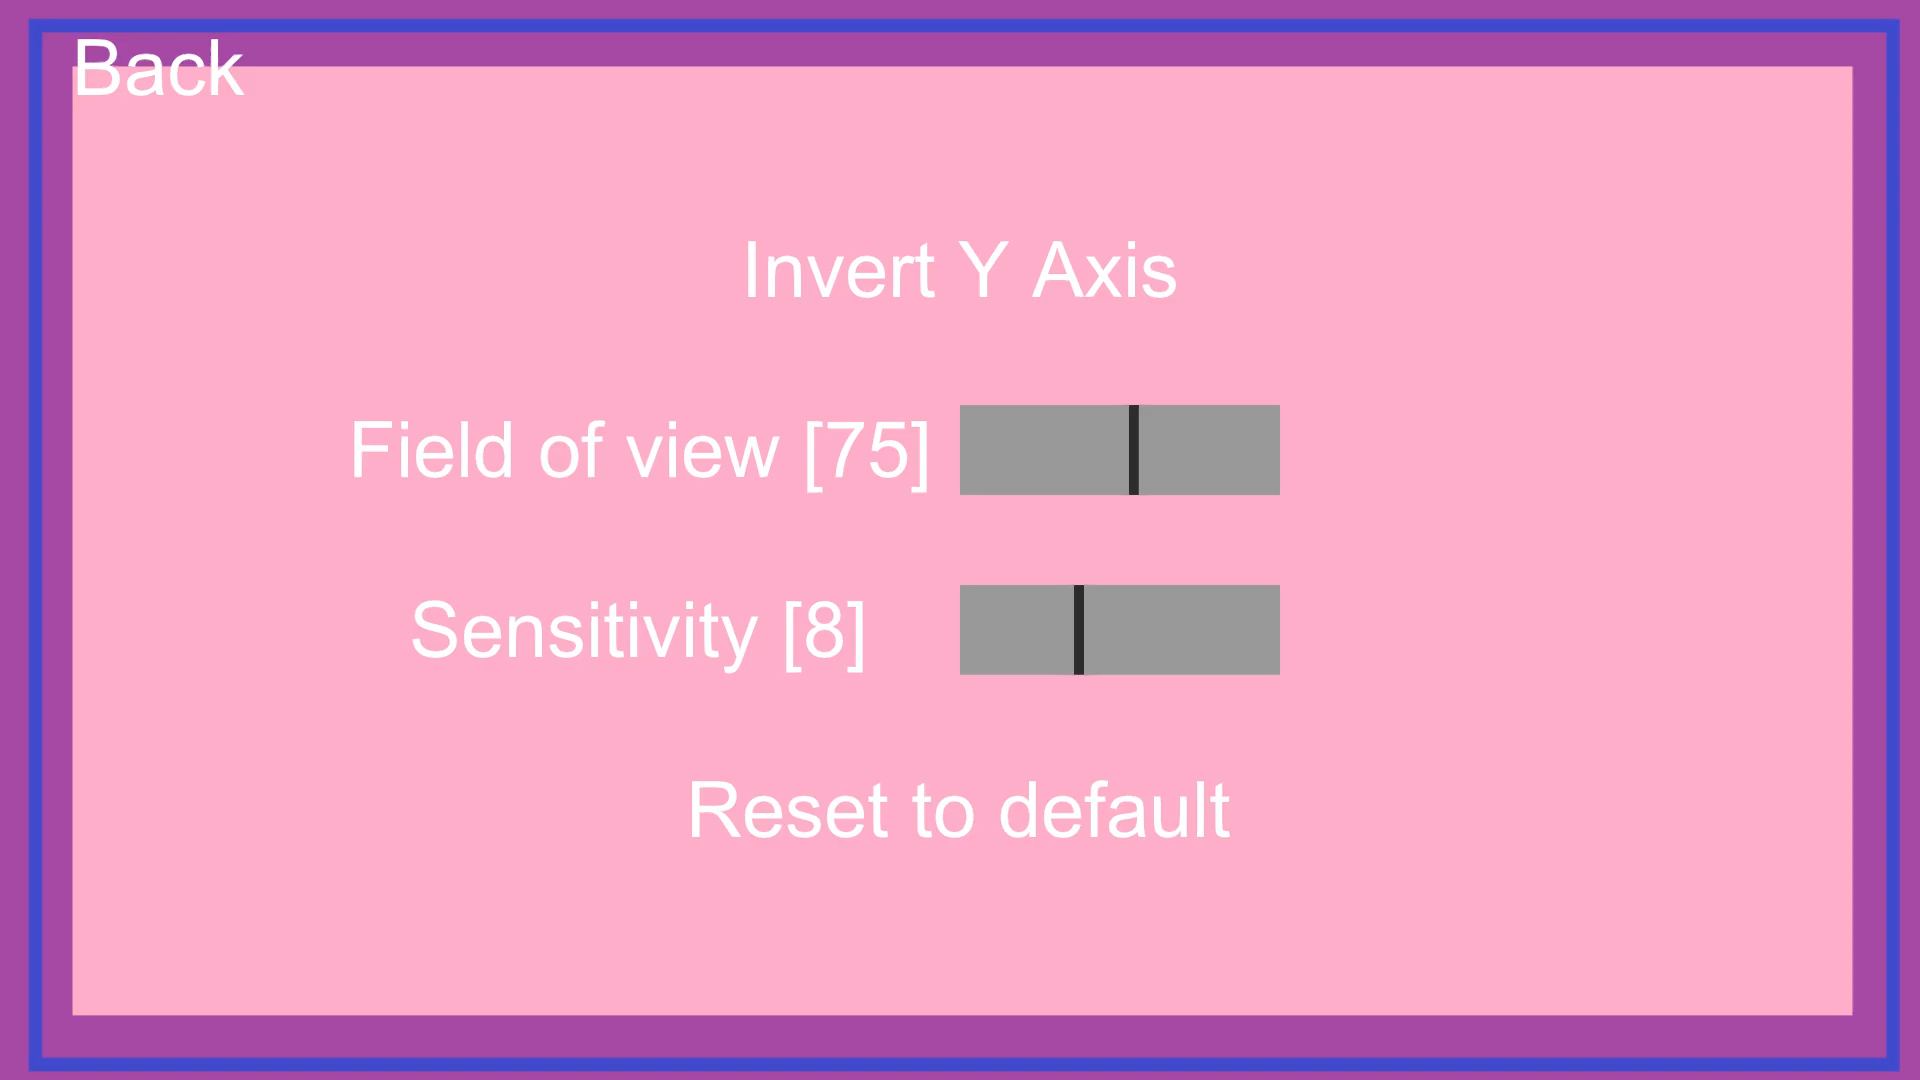 Back
Invert Y Axis
Field of view [75]
Sensitivity [8]
Reset to default